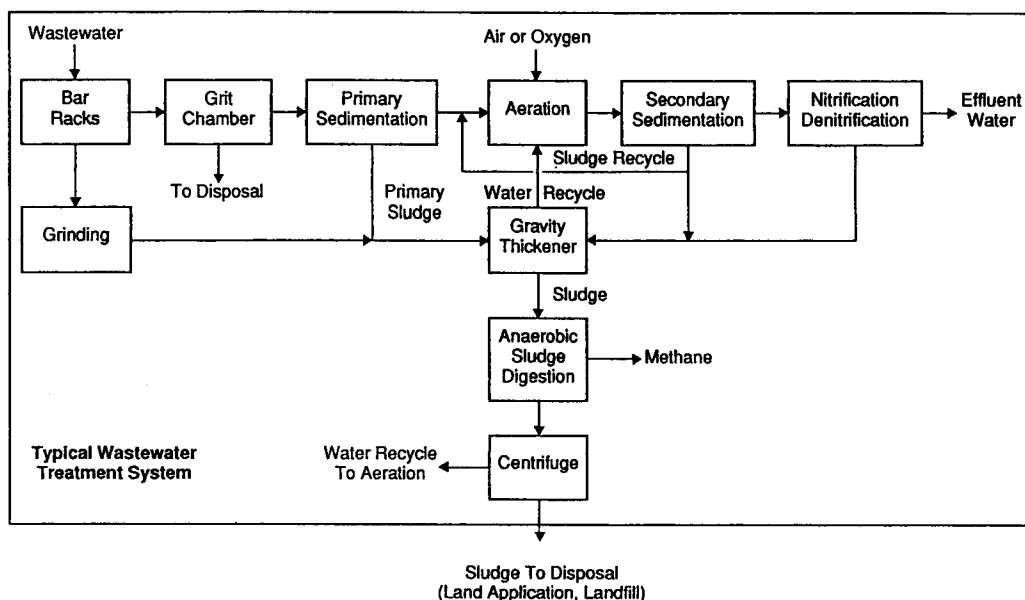 Wastewater
Air or Oxygen
Bar
Racks
Grit
Chamber
Primary
Sedimentation
Aeration
Secondary
Sedimentation
Nitrification
Denitrification
Effluent
Water
To Disposal
Primary
Sludge
Sludge Recycle
Water Recycle
Grinding
Gravity
Thickener
Sludge
Anaerobic
Sludge
Digestion
Methane
Typical Wastewater
Treatment System
Water Recycle
To Aeration
Centrifuge
Sludge To Disposal
(Land Application, Landfill)